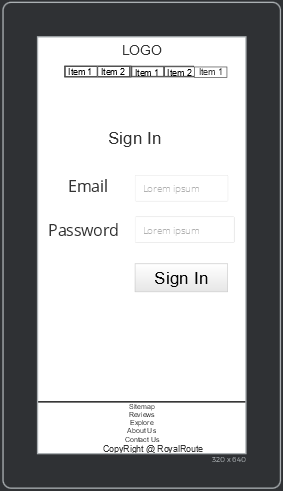 LOGO
Item 1 Item 2 Item 1 Item 2 Item 1
Sign In
Email Lorem ipsum
Password Lorem ipsum
Sign In
Sitemap
Reviews
Explore
About Us
Contact Us
CopyRight @ RoyalRoute
320 x 640